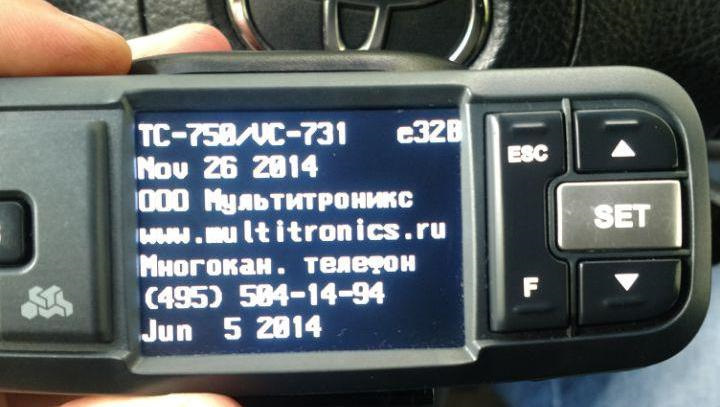 TC-750/VC-731 e32B
Nov 26 2014
ООО Мультитроникс
www.multitronics.ru
Многокан. телефон
(495) 504-14-94
Jun 5 2014
ESC
SET
F